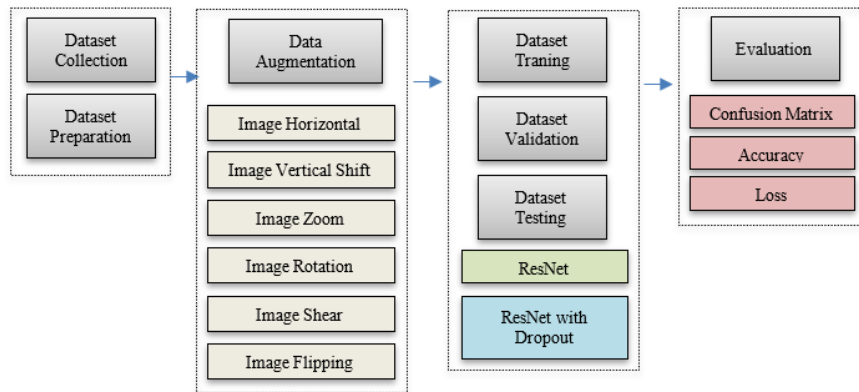 Dataset
Collection
Dataset
Preparation
Data
Augmentation
Image Horizontal
Image Vertical Shift
Image Zoom
Image Rotation
Image Shear
Image Flipping
Dataset
Traning
Dataset
Validation
Dataset
Testing
ResNet
ResNet with
Dropout
Evaluation
Confusion Matrix
Accuracy
Loss